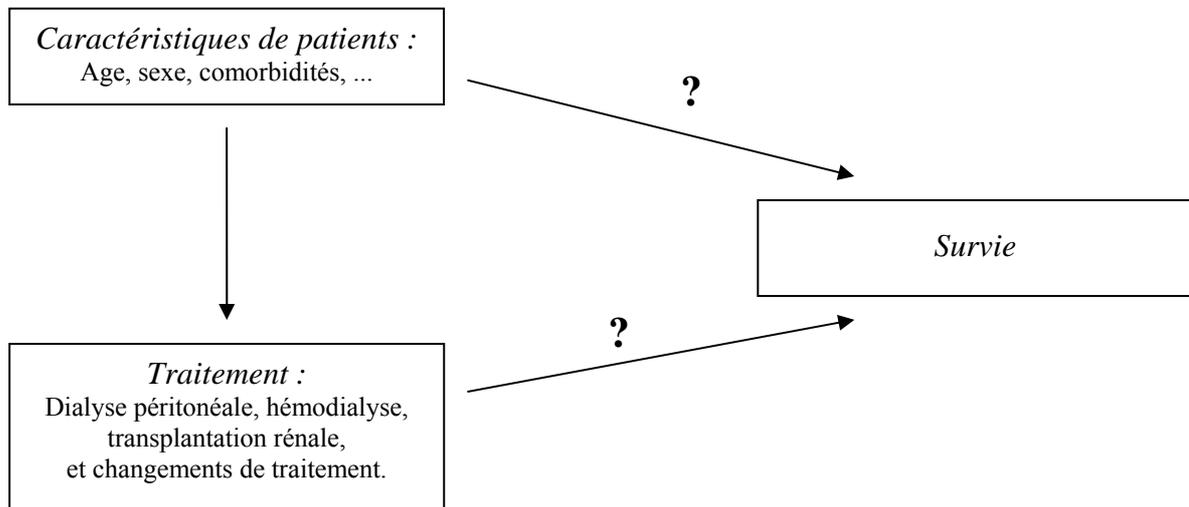 Caractéristiques de patients :
Age, sexe, comorbidités, ...
?
Survie
?
Traitement :
Dialyse péritonéale, hémodialyse,
transplantation rénale,
et changements de traitement.